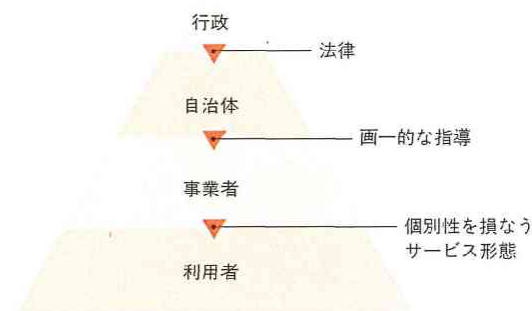 行政
法律
自治体
画一的な指導
事業者
個別性を損なう
サービス形態
利用者